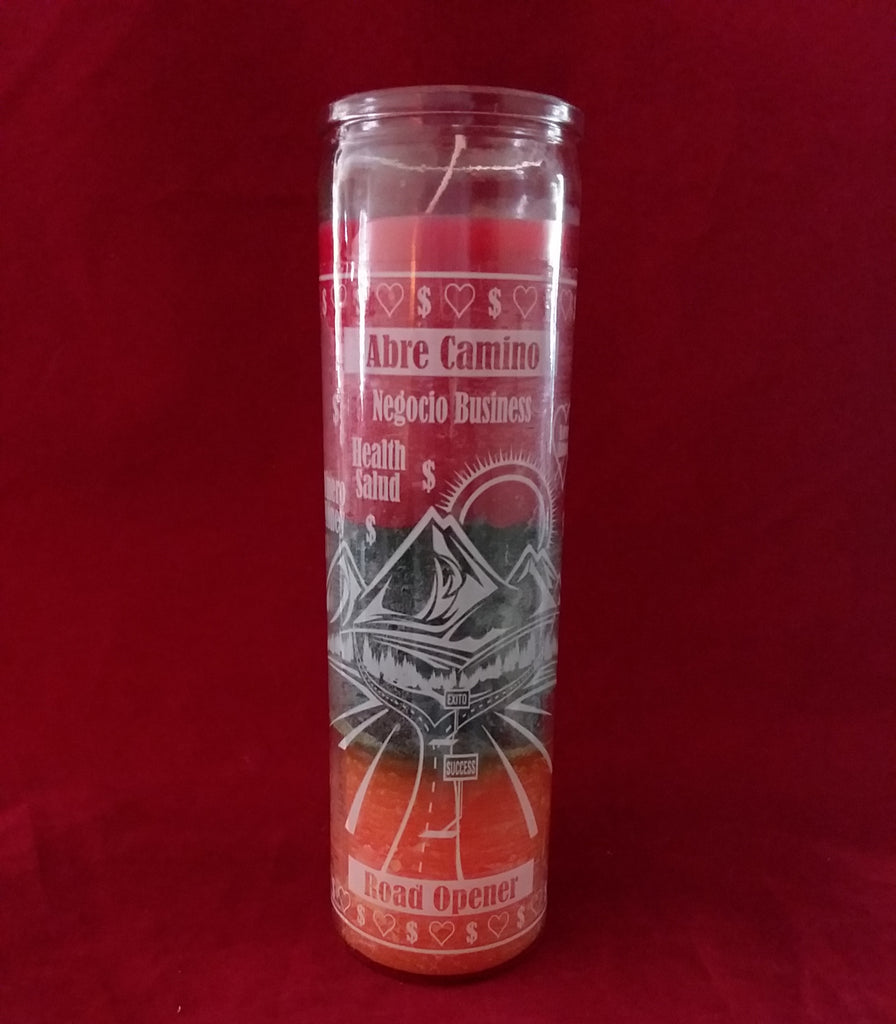 $ $
Abre Camino
Negocio Business
$
Health
Salud
$
$
EXITO
SUCCESS
Road Opener
$ $ $ $